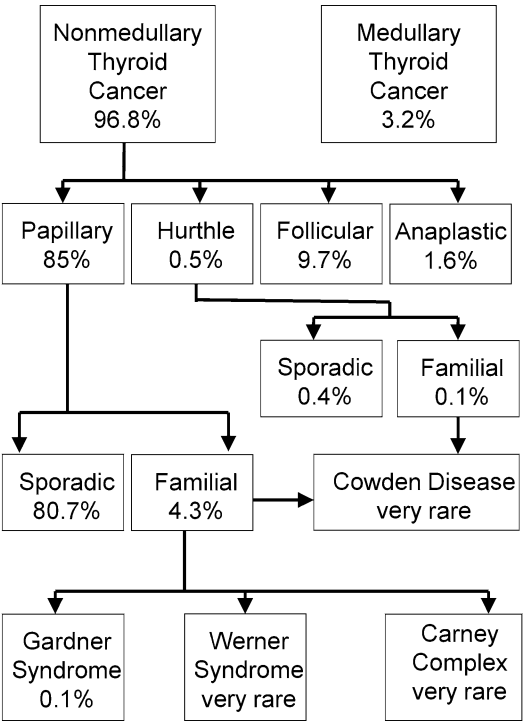 Nonmedullary
Thyroid
Cancer
96.8%
Medullary
Thyroid
Cancer
3.2%
Papillary
85%
Hurthle
0.5%
Follicular
9.7%
Anaplastic
1.6%
Sporadic
0.4%
Familial
0.1%
Sporadic
80.7%
Familial
4.3%
Cowden Disease
very rare
Gardner
Syndrome
0.1%
Werner
Syndrome
very rare
Carney
Complex
very rare